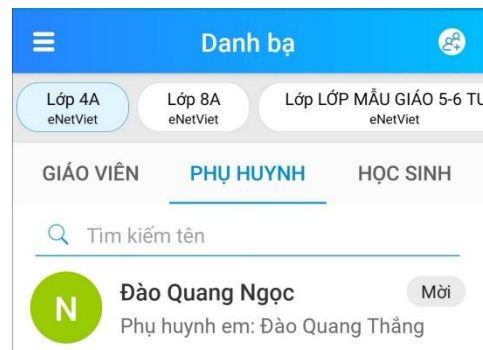 Danh bạ
Lớp 4A
eNetViet
Lớp 8A
eNetViet
Lớp LỚP MẪU GIÁO 5-6 TU
eNetViet
GIÁO VIÊN
PHỤ HUYNH
HỌC SINH
Tìm kiếm tên
N
Đào Quang Ngọc
Mời
Phụ huynh em: Đào Quang Thắng